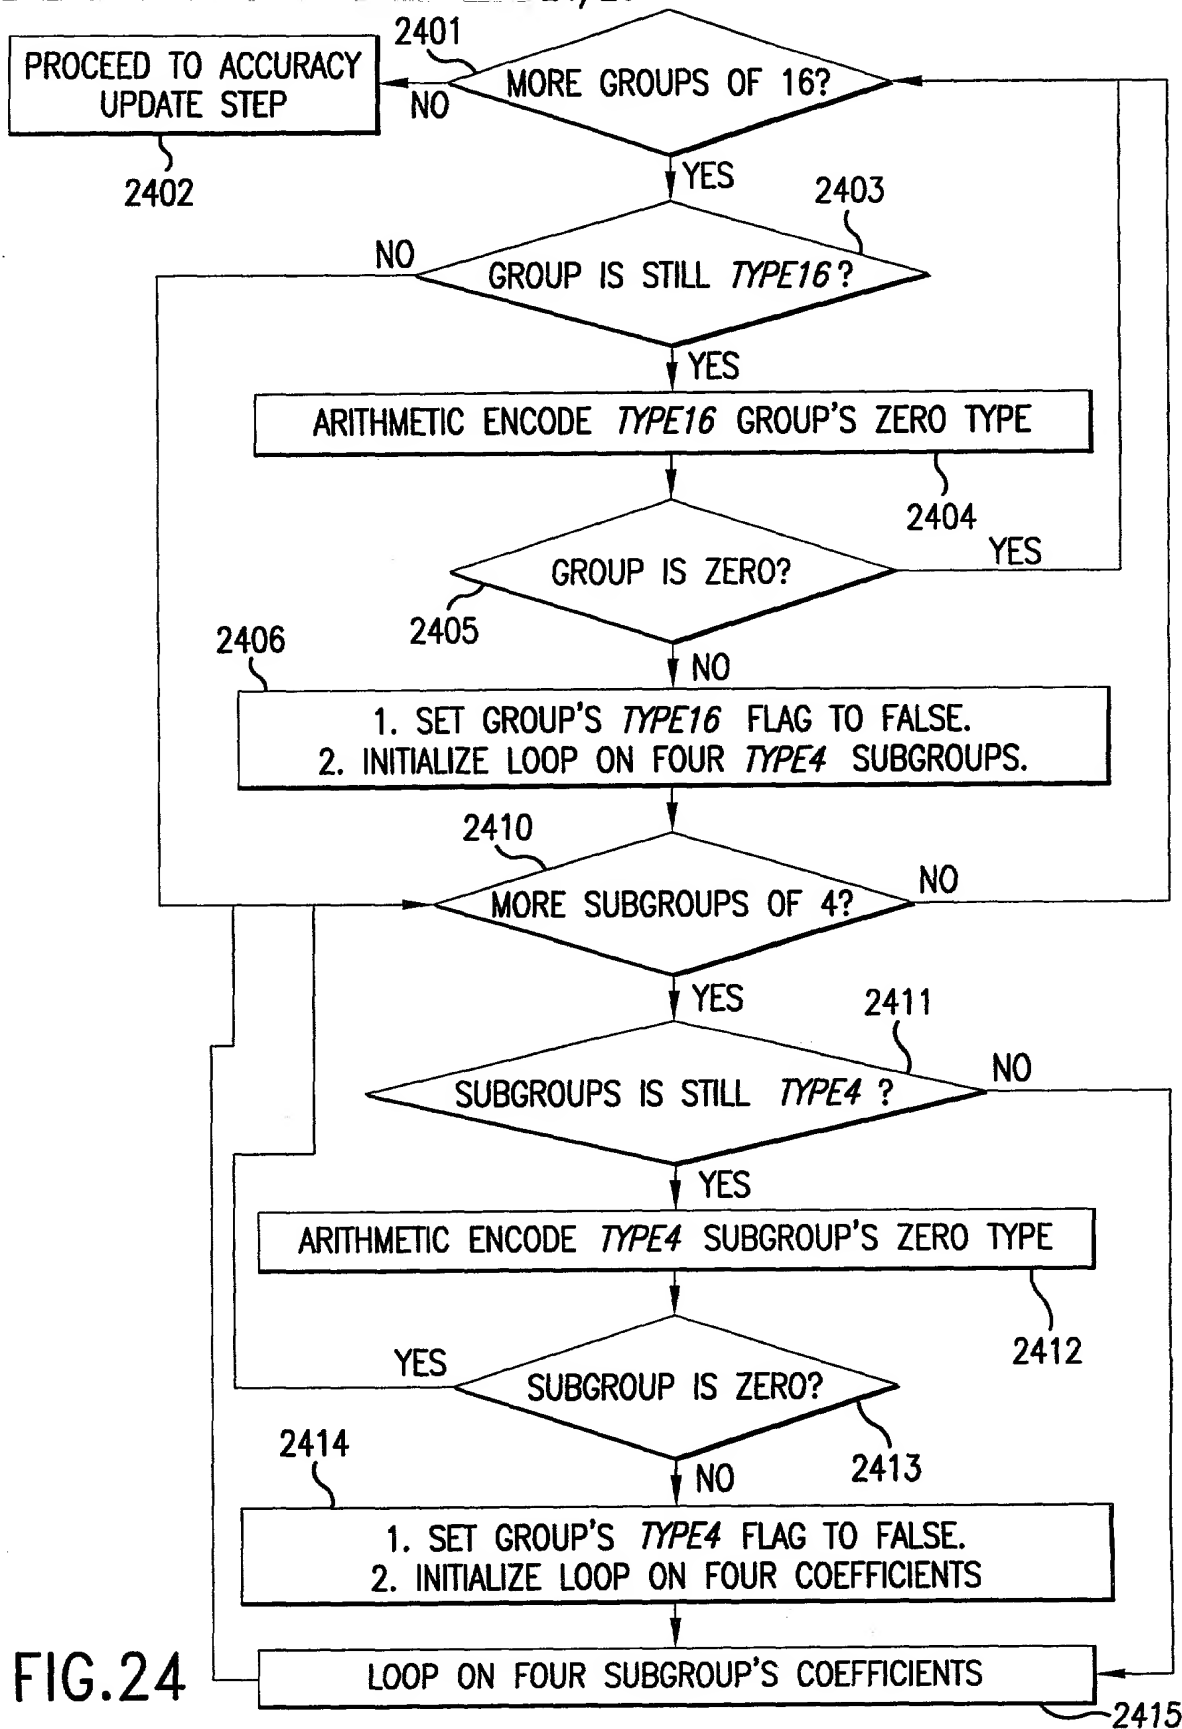 2401
PROCEED TO ACCURACY
UPDATE STEP
NO
MORE GROUPS OF 16?
2402
YES
2403
NO
GROUP IS STILL TYPE16?
YES
ARITHMETIC ENCODE TYPE16 GROUP'S ZERO TYPE
2404
YES
GROUP IS ZERO?
2405
2406
NO
1. SET GROUP'S TYPE16 FLAG TO FALSE.
2. INITIALIZE LOOP ON FOUR TYPE4 SUBGROUPS.
2410
NO
MORE SUBGROUPS OF 4?
YES
2411
NO
SUBGROUPS IS STILL TYPE4 ?
YES
ARITHMETIC ENCODE TYPE4 SUBGROUP'S ZERO TYPE
2412
YES
SUBGROUP IS ZERO?
2414
2413
NO
1. SET GROUP'S TYPE4 FLAG TO FALSE.
2. INITIALIZE LOOP ON FOUR COEFFICIENTS
FIG.24
LOOP ON FOUR SUBGROUP'S COEFFICIENTS
2415